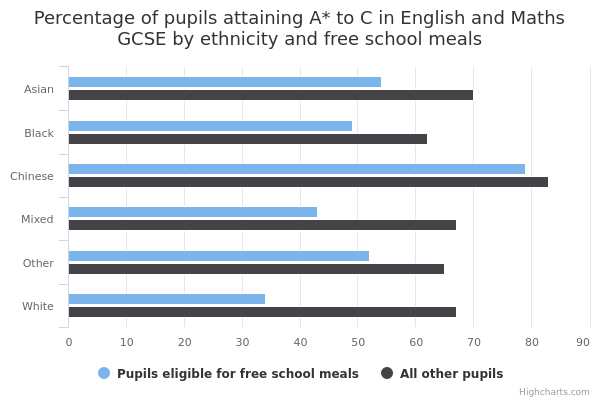 Percentage of pupils attaining A* to C in English and Maths
GCSE by ethnicity and free school meals
Asian
Black
Chinese
Mixed
Other
White
0 10 20 30 40 50 60 70 80 90
Pupils eligible for free school meals All other pupils
Highcharts.com